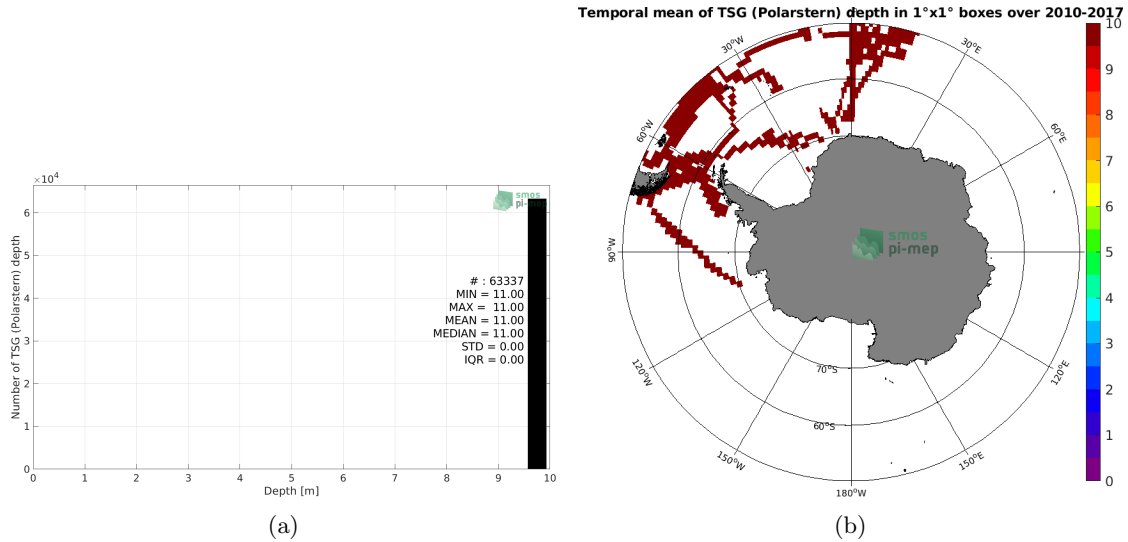 Temporal mean of TSG (Polarstern) depth in 1°x1° boxes over 2010-2017
×10⁴
6
5
4
3
2
1
0
Number of TSG (Polarstern) depth
smos
pi-mep
# : 63337
MIN = 11.00
MAX = 11.00
MEAN = 11.00
MEDIAN = 11.00
STD = 0.00
IQR = 0.00
0 1 2 3 4 5 6 7 8 9 10
Depth [m]
(a)
30°W
30°E
60°W
60°E
90°W
smos
pi-mep
120°W
120°E
70°S
60°S
150°W
150°E
180°W
10
9
8
7
6
5
4
3
2
1
0
(b)